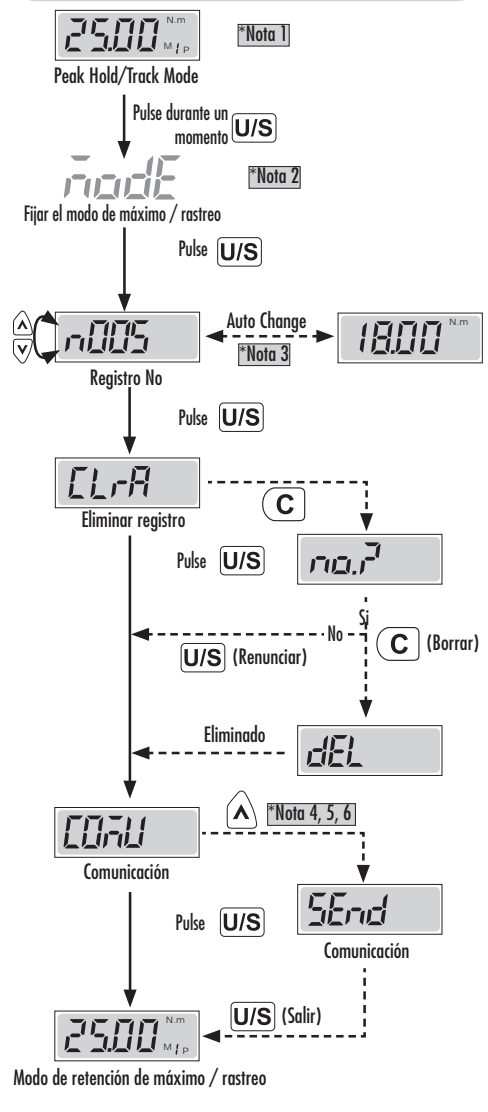 25.00 N.m M1 P *Nota 1
Peak Hold/Track Mode
Pulse durante un
momento U/S
modE *Nota 2
Fijar el modo de máximo / rastreo
Pulse U/S
n005 Auto Change 18.00 N.m
*Nota 3
Registro No
Pulse U/S
CLrA
C
Eliminar registro
Pulse U/S no.?
Si
No C (Borrar)
U/S (Renunciar)
Eliminado dEL
COmU *Nota 4, 5, 6
Comunicación
SEnd
Pulse U/S
Comunicación
U/S (Salir)
25.00 N.m M1 P
Modo de retención de máximo / rastreo